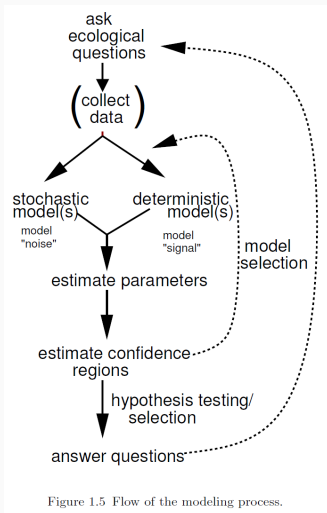 ask
ecological
questions
(collect
data)
stochastic
model(s)
deterministic
model(s)
model
"noise"
model
"signal"
model
selection
estimate parameters
estimate confidence
regions
hypothesis testing/
selection
answer questions
Figure 1.5 Flow of the modeling process.